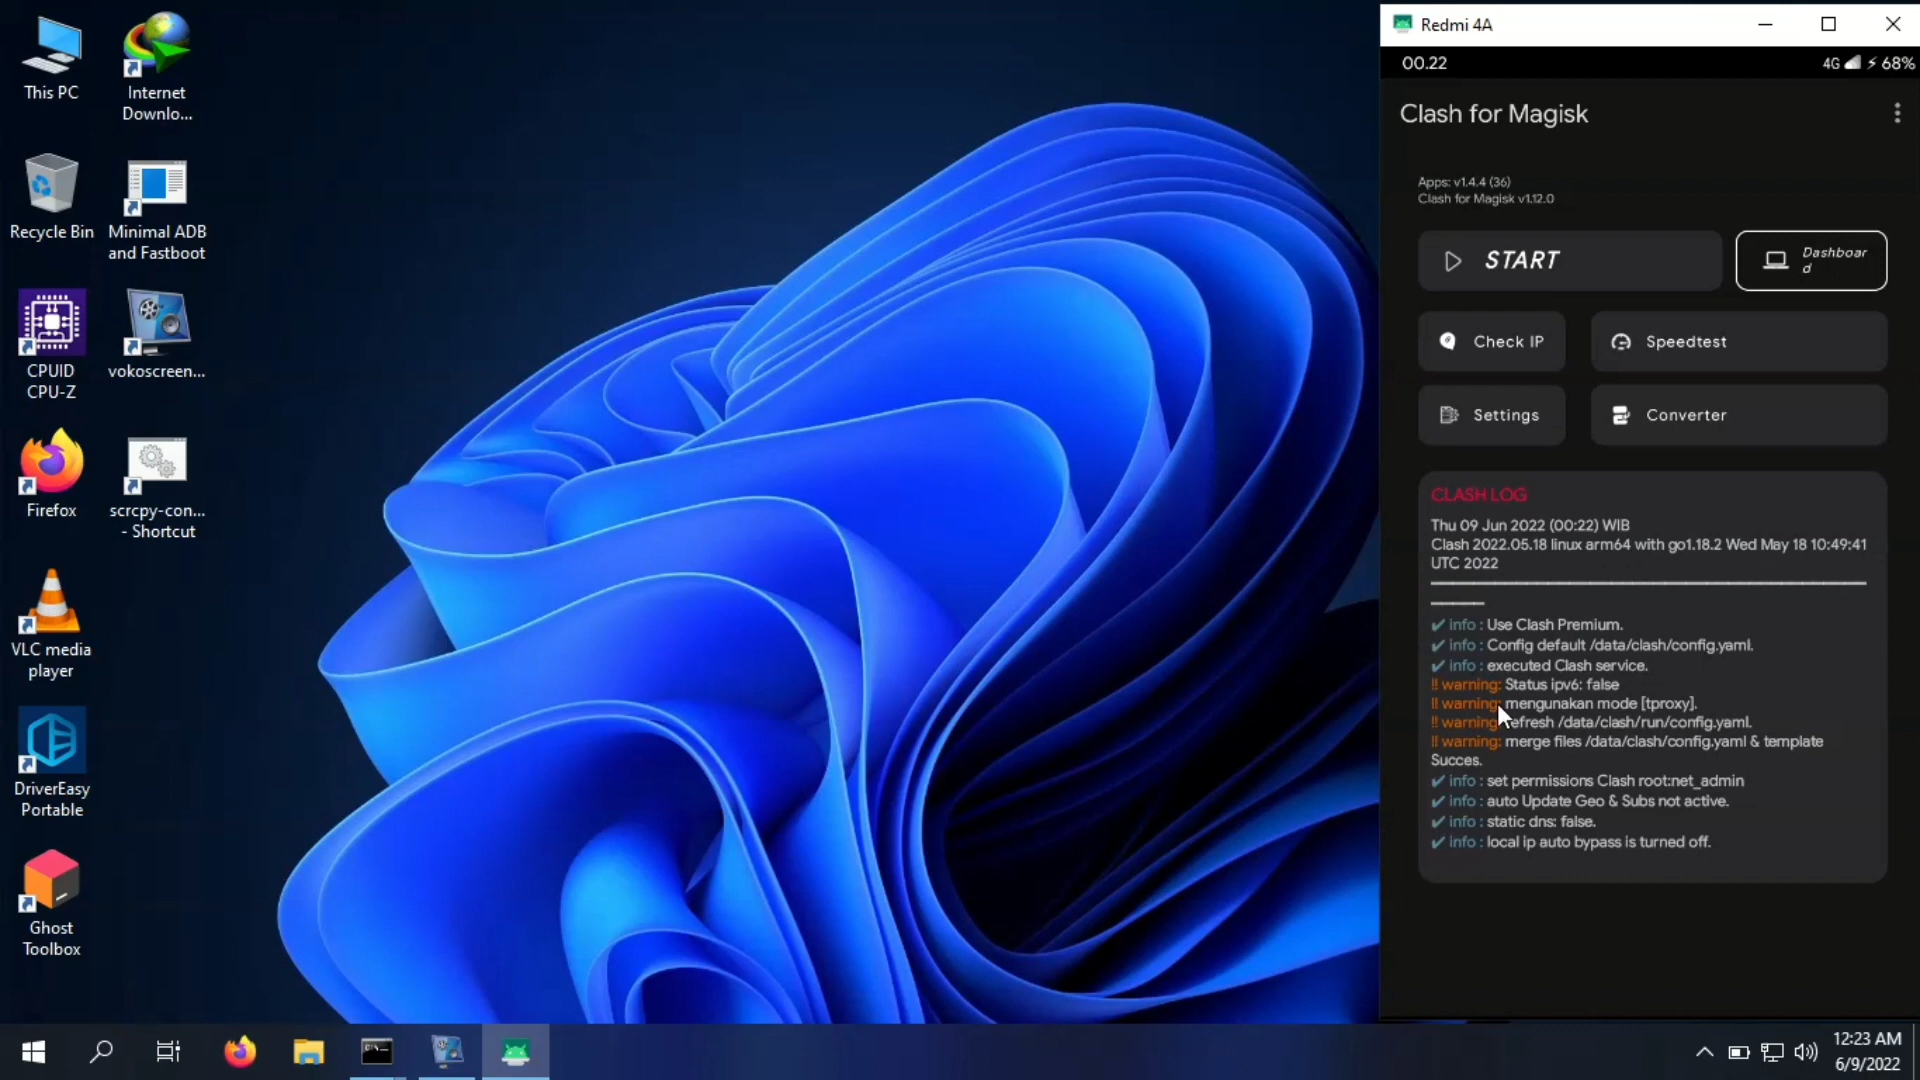 This PC
Internet
Downlo...
Recycle Bin
Minimal ADB
and Fastboot
CPUID
CPU-Z
vokoscreen...
Firefox
scrcpy-con...
- Shortcut
VLC media
player
DriverEasy
Portable
Ghost
Toolbox
Redmi 4A
00.22
4G
68%
Clash for Magisk
Apps: v1.4.4 (36)
Clash for Magisk v1.12.0
START
Dashboar
d
Check IP
Speedtest
Settings
Converter
CLASH LOG
Thu 09 Jun 2022 (00:22) WIB
Clash 2022.05.18 linux arm64 with go1.18.2 Wed May 18 10:49:41
UTC 2022
✔ info : Use Clash Premium.
✔ info : Config default /data/clash/config.yaml.
✔ info : executed Clash service.
!! warning: Status ipv6: false
!! warning: mengunakan mode [tproxy].
!! warning: refresh /data/clash/run/config.yaml.
!! warning: merge files /data/clash/config.yaml & template
Succes.
✔ info : set permissions Clash root:net_admin
✔ info : auto Update Geo & Subs not active.
✔ info : static dns: false.
✔ info : local ip auto bypass is turned off.
12:23 AM
6/9/2022